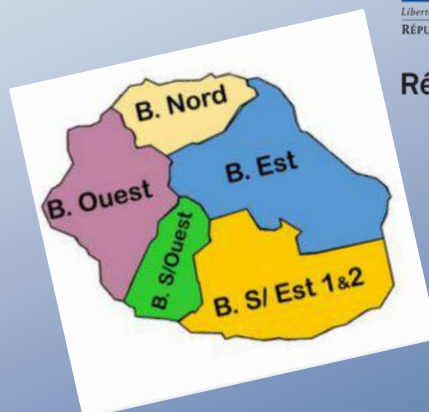 B. Nord
B. Ouest
B. Est
B. S/Ouest
B. S/ Est 1&2